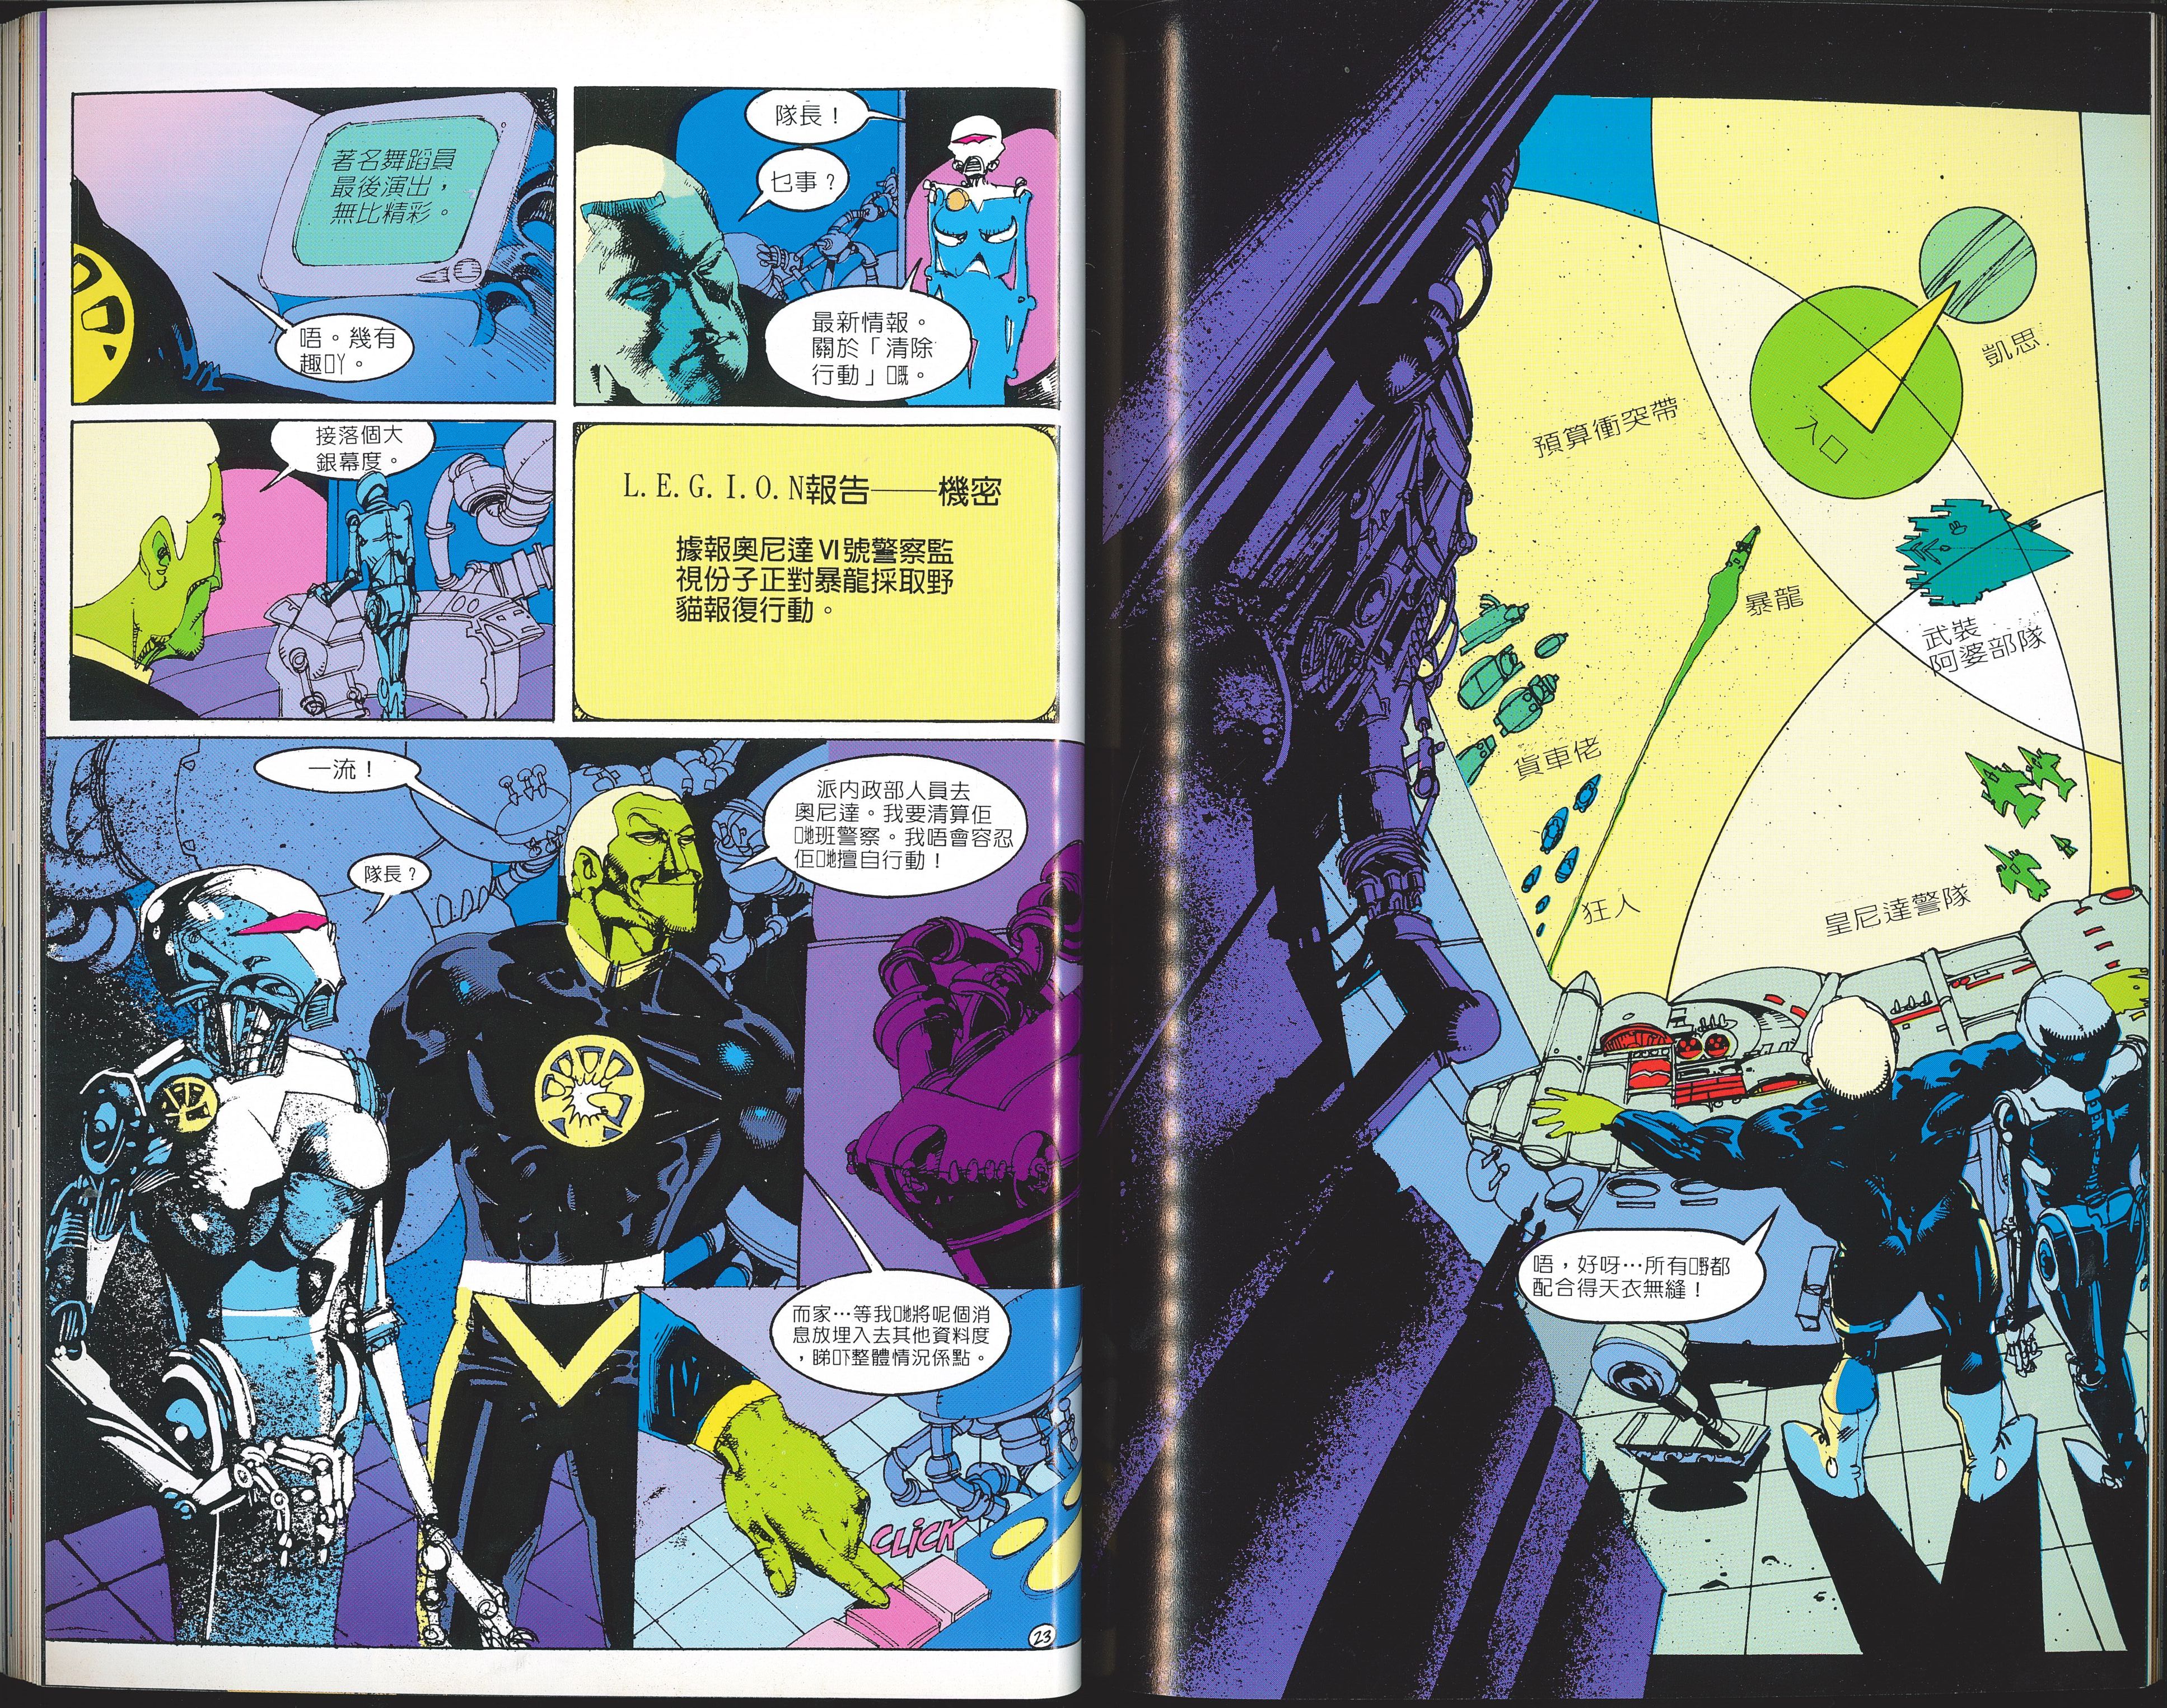 著名舞蹈員
最後演出，
無比精彩。
唔。幾有
趣吖。
隊長！
乜事？
最新情報。
關於「清除
行動」嘅。
接落個大
銀幕度。
L.E.G.I.O.N報告——機密
據報奧尼達Ⅵ號警察監
視份子正對暴龍採取野
貓報復行動。
一流！
隊長？
派內政部人員去
奧尼達。我要清算佢
哋班警察。我唔會容忍
佢哋擅自行動！
而家…等我哋將呢個消
息放埋入去其他資料度
，睇吓整體情況係點。
CLICK
23
凱思
入口
預算衝突帶
暴龍
武裝
阿婆部隊
貨車佬
狂人
皇尼達警隊
唔，好呀…所有嘢都
配合得天衣無縫！